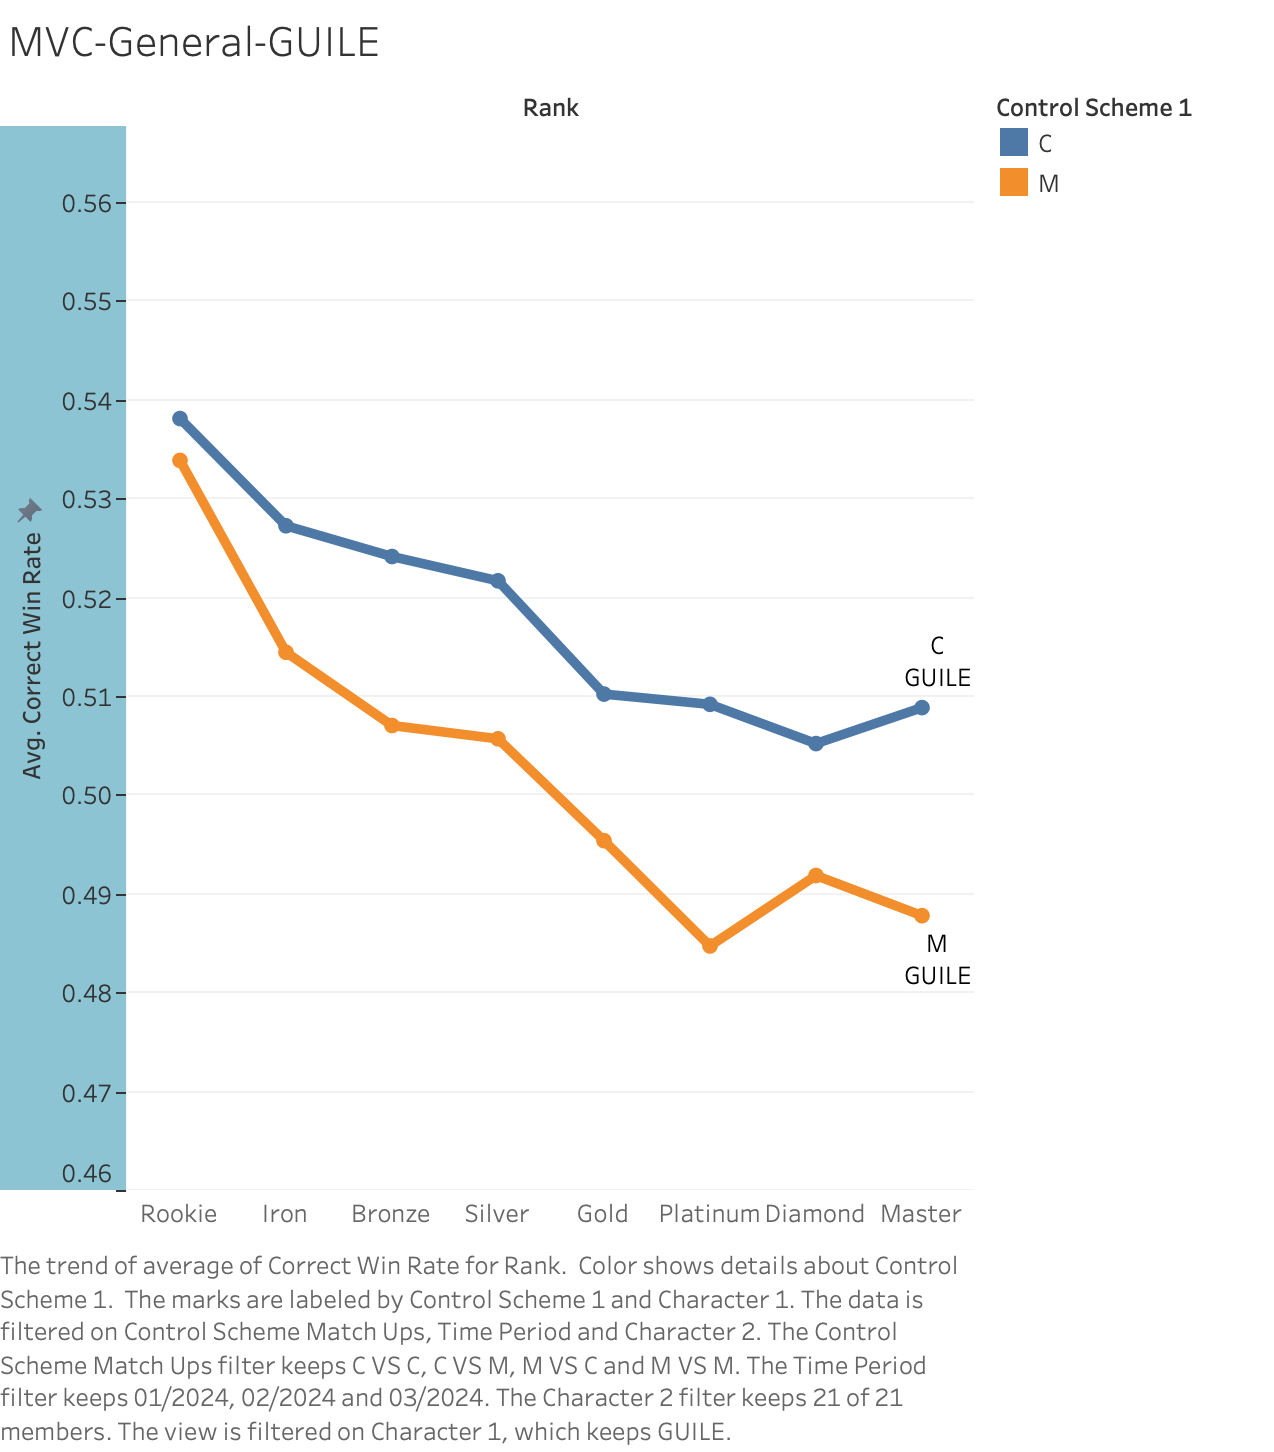 MVC-General-GUILE
Rank
Control Scheme 1
C
M
0.56
0.55
0.54
0.53
0.52
0.51
0.50
0.49
0.48
0.47
0.46
Avg. Correct Win Rate
C
GUILE
M
GUILE
Rookie Iron Bronze Silver Gold Platinum Diamond Master
The trend of average of Correct Win Rate for Rank.  Color shows details about Control
Scheme 1.  The marks are labeled by Control Scheme 1 and Character 1. The data is
filtered on Control Scheme Match Ups, Time Period and Character 2. The Control
Scheme Match Ups filter keeps C VS C, C VS M, M VS C and M VS M. The Time Period
filter keeps 01/2024, 02/2024 and 03/2024. The Character 2 filter keeps 21 of 21
members. The view is filtered on Character 1, which keeps GUILE.